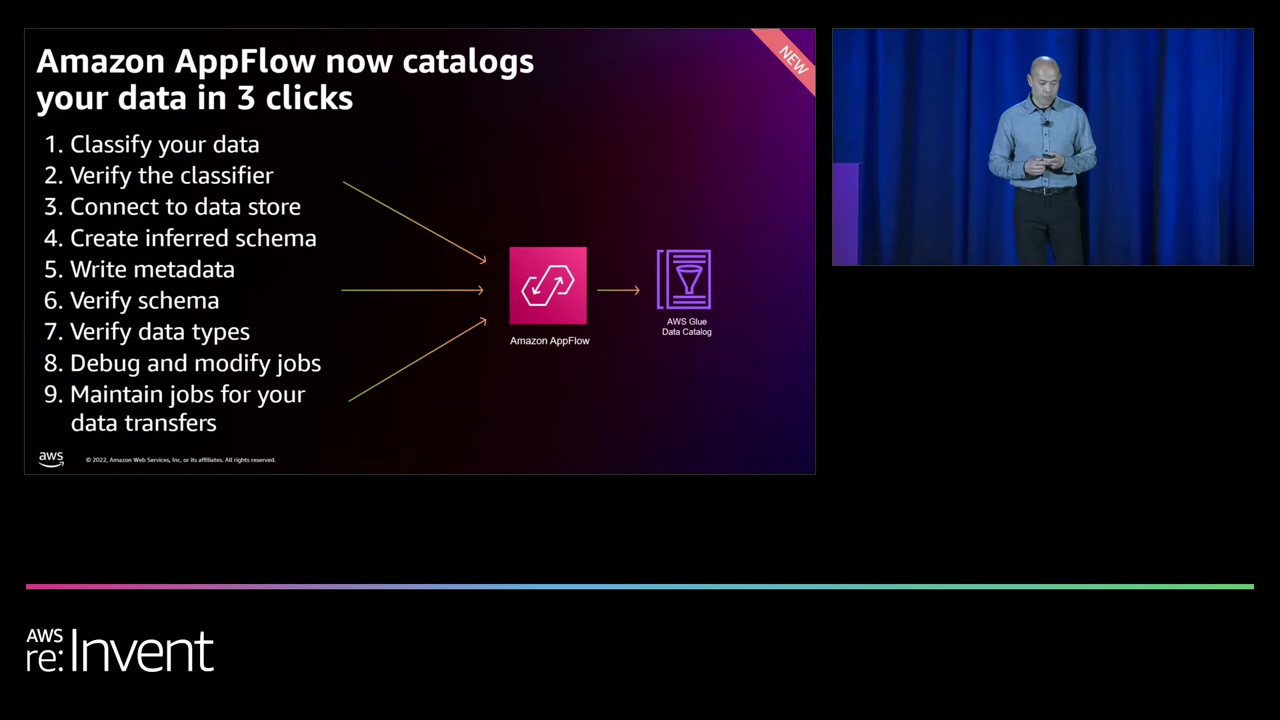 Amazon AppFlow now catalogs
your data in 3 clicks
NEW
1. Classify your data
2. Verify the classifier
3. Connect to data store
4. Create inferred schema
5. Write metadata
6. Verify schema
7. Verify data types
8. Debug and modify jobs
9. Maintain jobs for your
data transfers
Amazon AppFlow
AWS Glue
Data Catalog
aws
© 2022, Amazon Web Services, Inc. or its affiliates. All rights reserved.
AWS
re:Invent